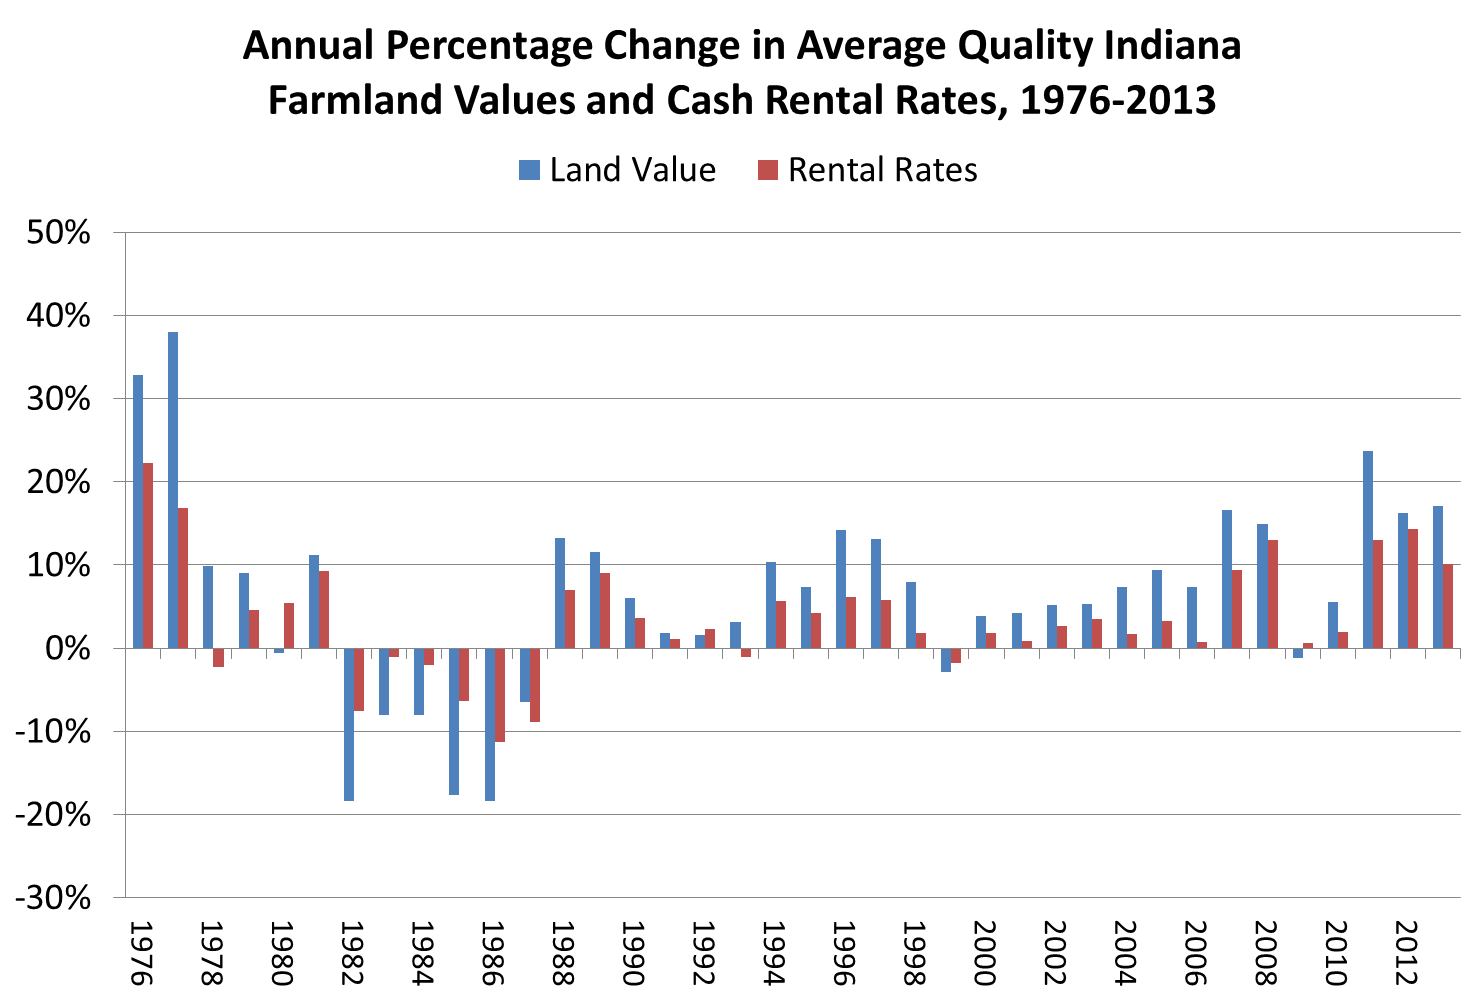 Annual Percentage Change in Average Quality Indiana
Farmland Values and Cash Rental Rates, 1976-2013
Land Value Rental Rates
50%
40%
30%
20%
10%
0%
-10%
-20%
-30%
1976 1978 1980 1982 1984 1986 1988 1990 1992 1994 1996 1998 2000 2002 2004 2006 2008 2010 2012